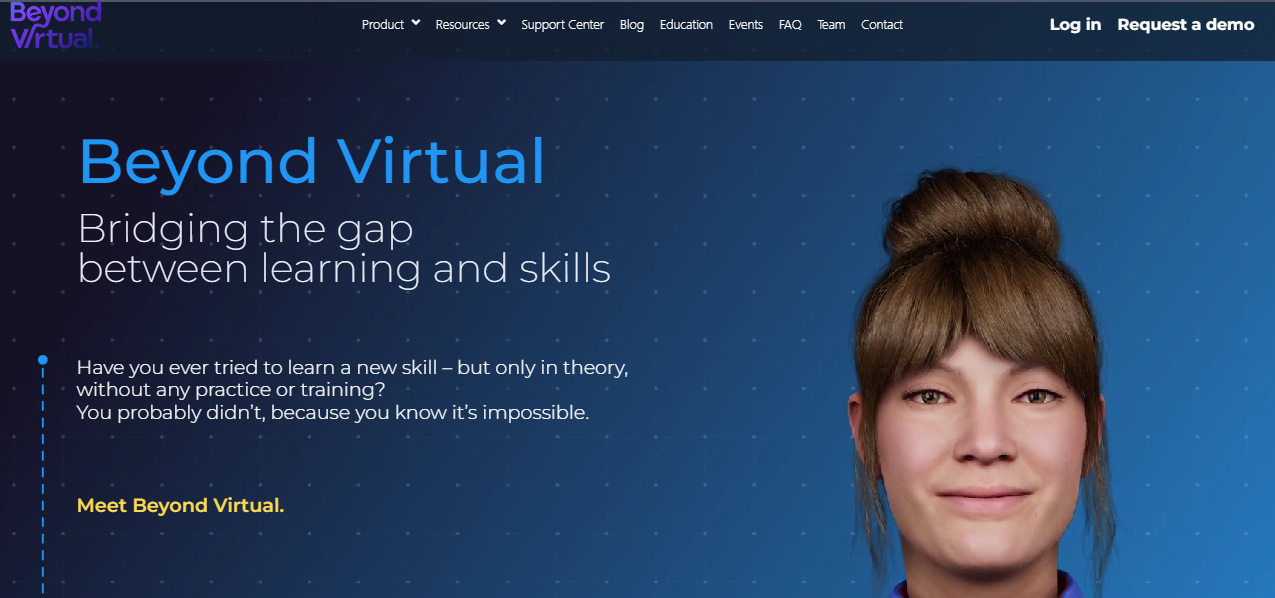 Beyond
Virtual.
Product Resources Support Center Blog Education Events FAQ Team Contact Log in Request a demo
Beyond Virtual
Bridging the gap
between learning and skills
Have you ever tried to learn a new skill – but only in theory,
without any practice or training?
You probably didn’t, because you know it’s impossible.
Meet Beyond Virtual.